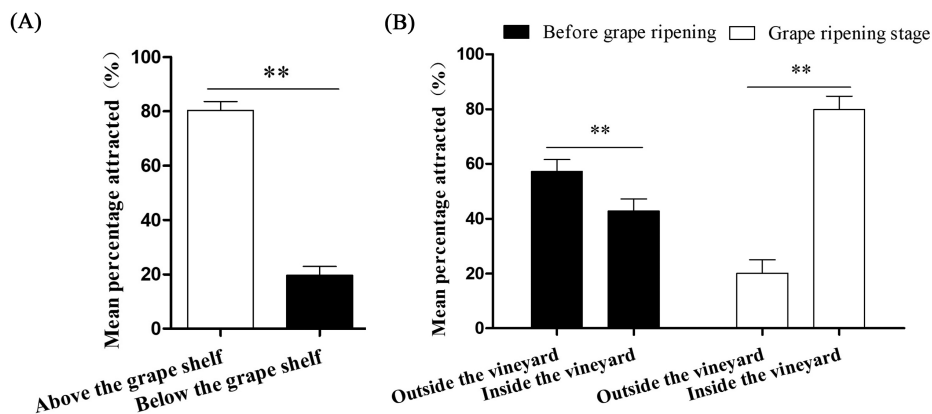 (A)
Mean percentage attracted (%)
100
80
60
40
20
0
**
Above the grape shelf
Below the grape shelf
(B)
Before grape ripening
Grape ripening stage
Mean percentage attracted (%)
100
80
60
40
20
0
**
**
Outside the vineyard
Inside the vineyard
Outside the vineyard
Inside the vineyard